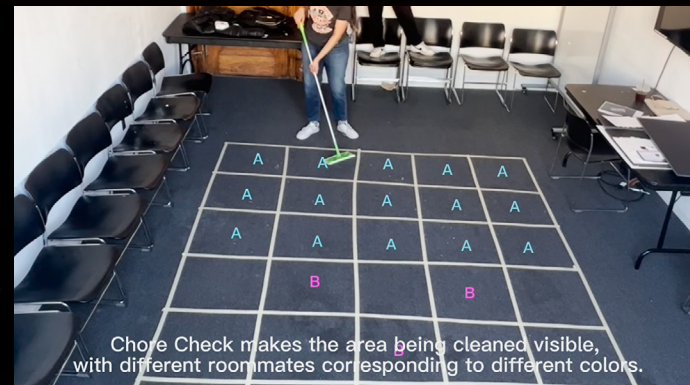 A A A A A
A A A A A
A A A A A
B B
B
Chore Check makes the area being cleaned visible,
with different roommates corresponding to different colors.